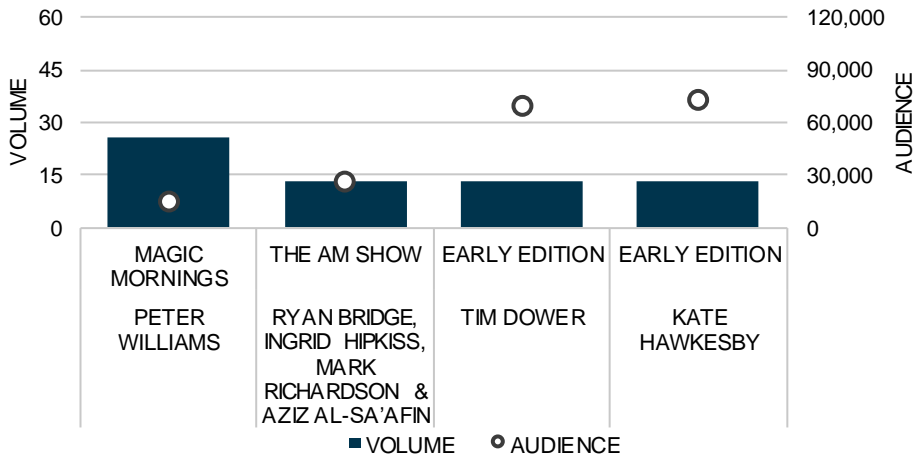 60
45
30
15
0
VOLUME
120,000
90,000
60,000
30,000
0
AUDIENCE
MAGIC
MORNINGS
THE AM SHOW
EARLY EDITION
EARLY EDITION
PETER
WILLIAMS
RYAN BRIDGE,
INGRID HIPKISS,
MARK
RICHARDSON &
AZIZ AL-SA’AFIN
TIM DOWER
KATE
HAWKESBY
VOLUME
AUDIENCE